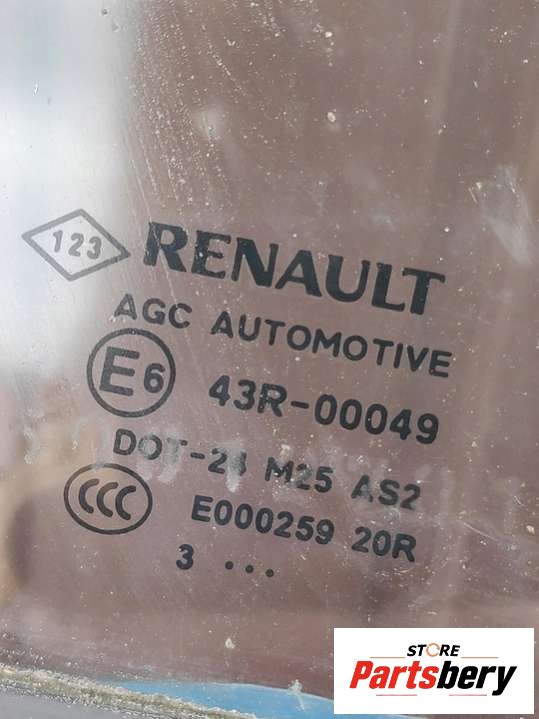 123 RENAULT
AGC AUTOMOTIVE
E6 43R-00049
DOT-24 M25 AS2
CCC E000259 20R
3 ...
STORE
Partsbery